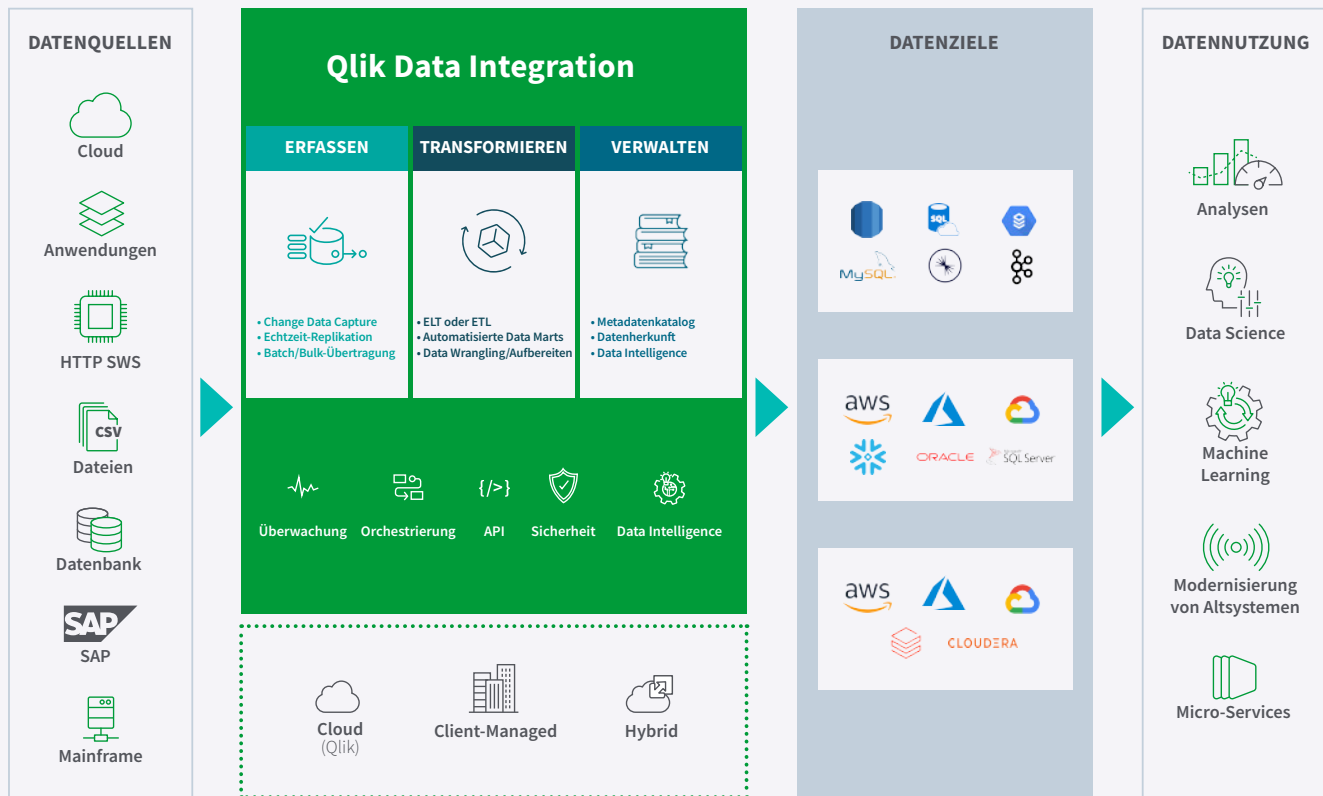 DATENQUELLEN
Cloud
Anwendungen
HTTP SWS
CSV
Dateien
Datenbank
SAP
SAP
Mainframe
Qlik Data Integration
ERFASSEN
• Change Data Capture
• Echtzeit-Replikation
• Batch/Bulk-Übertragung
TRANSFORMIEREN
• ELT oder ETL
• Automatisierte Data Marts
• Data Wrangling/Aufbereiten
VERWALTEN
• Metadatenkatalog
• Datenherkunft
• Data Intelligence
{/>}
Überwachung
Orchestrierung
API
Sicherheit
Data Intelligence
Cloud
(Qlik)
Client-Managed
Hybrid
DATENZIELE
SQL
MySQL
aws
ORACLE
SQL Server
aws
CLOUDERA
DATENNUTZUNG
Analysen
Data Science
Machine
Learning
Modernisierung
von Altsystemen
Micro-Services